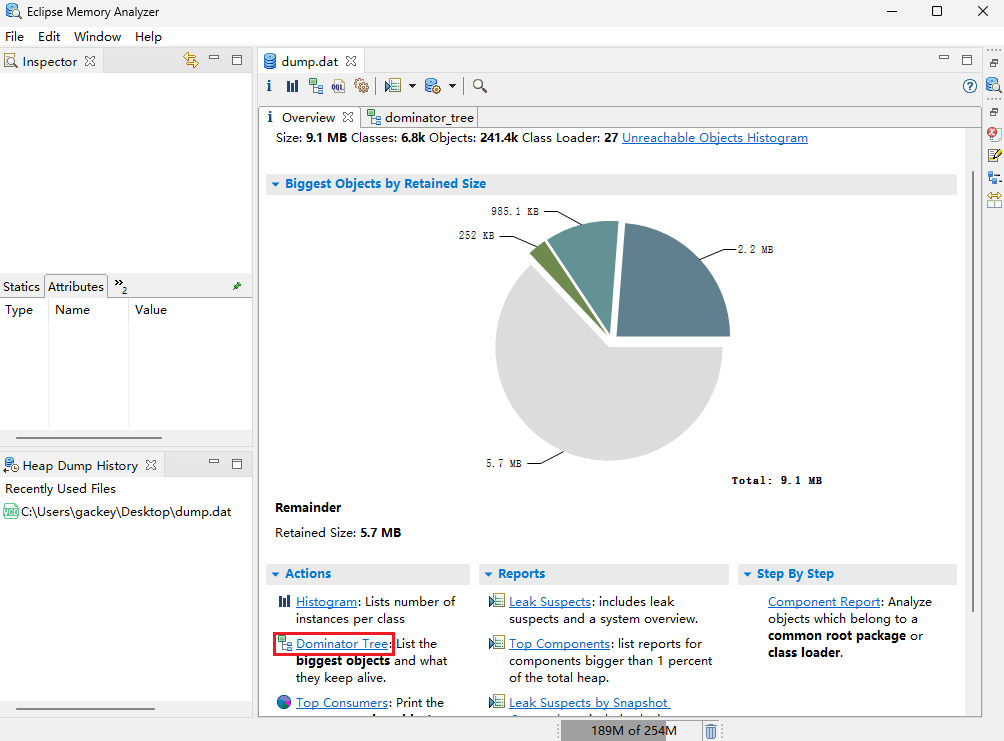 Eclipse Memory Analyzer
File Edit Window Help
Inspector
Statics Attributes »2
Type Name Value
Heap Dump History
Recently Used Files
C:\Users\gackey\Desktop\dump.dat
dump.dat
i OQL
i Overview dominator_tree
Size: 9.1 MB Classes: 6.8k Objects: 241.4k Class Loader: 27 Unreachable Objects Histogram
Biggest Objects by Retained Size
985.1 KB
252 KB
2.2 MB
5.7 MB
Total: 9.1 MB
Remainder
Retained Size: 5.7 MB
Actions
Histogram: Lists number of
instances per class
Dominator Tree: List the
biggest objects and what
they keep alive.
Top Consumers: Print the
Reports
Leak Suspects: includes leak
suspects and a system overview.
Top Components: list reports for
components bigger than 1 percent
of the total heap.
Leak Suspects by Snapshot
Step By Step
Component Report: Analyze
objects which belong to a
common root package or
class loader.
189M of 254M